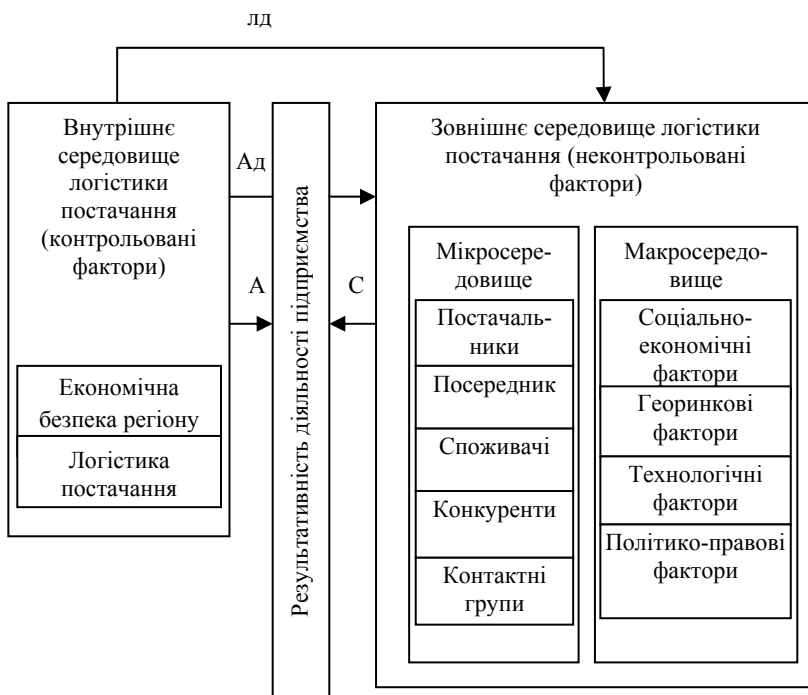 лд
Внутрішнє
середовище
логістики
постачання
(контрольовані
фактори)
Економічна
безпека регіону
Логістика
постачання
Ад
А
Результативність діяльності підприємства
С
Зовнішнє середовище логістики
постачання (неконтрольовані
фактори)
Мікросере-
довище
Постачаль-
ники
Посередник
Споживачі
Конкуренти
Контактні
групи
Макросередо-
вище
Соціально-
економічні
фактори
Георинкові
фактори
Технологічні
фактори
Політико-правові
фактори